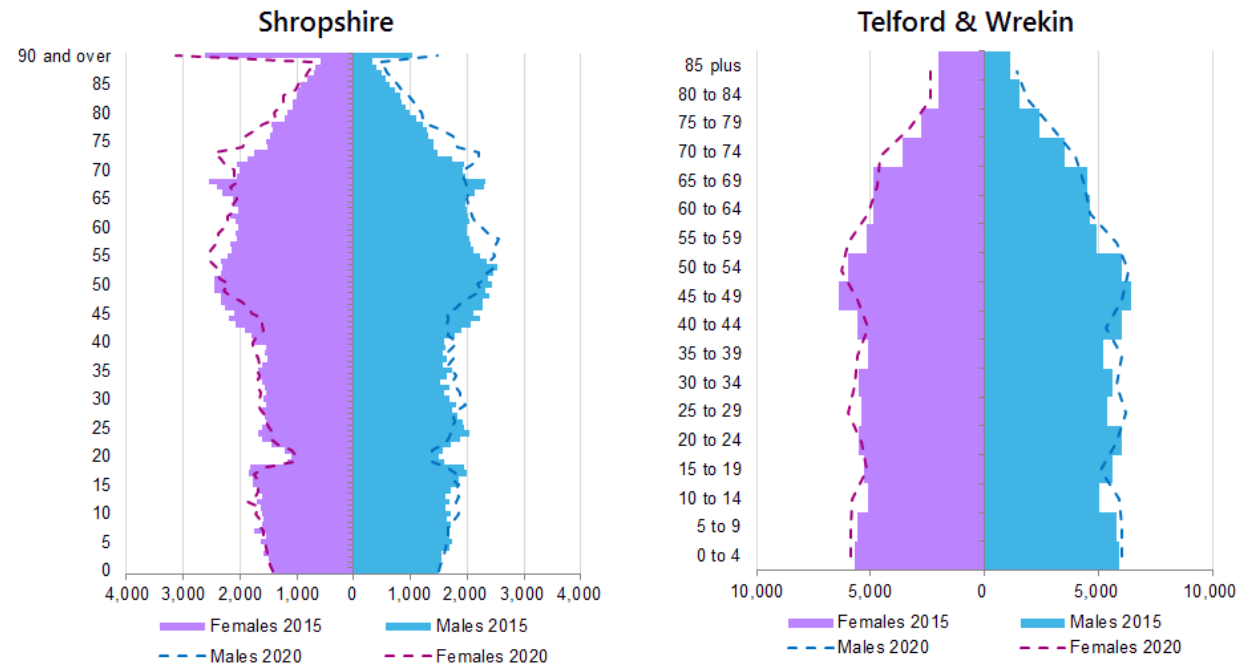 Shropshire
90 and over
85
80
75
70
65
60
55
50
45
40
35
30
25
20
15
10
5
0
4,000 3,000 2,000 1,000 0 1,000 2,000 3,000 4,000
Females 2015 Males 2015
Males 2020 Females 2020
Telford & Wrekin
85 plus
80 to 84
75 to 79
70 to 74
65 to 69
60 to 64
55 to 59
50 to 54
45 to 49
40 to 44
35 to 39
30 to 34
25 to 29
20 to 24
15 to 19
10 to 14
5 to 9
0 to 4
10,000 5,000 0 5,000 10,000
Females 2015 Males 2015
Males 2020 Females 2020